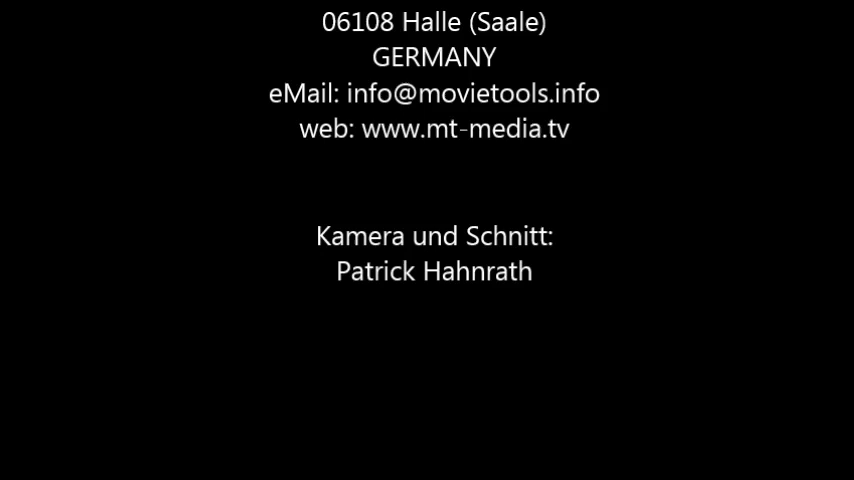 06108 Halle (Saale)
GERMANY
eMail: info@movietools.info
web: www.mt-media.tv
Kamera und Schnitt:
Patrick Hahnrath